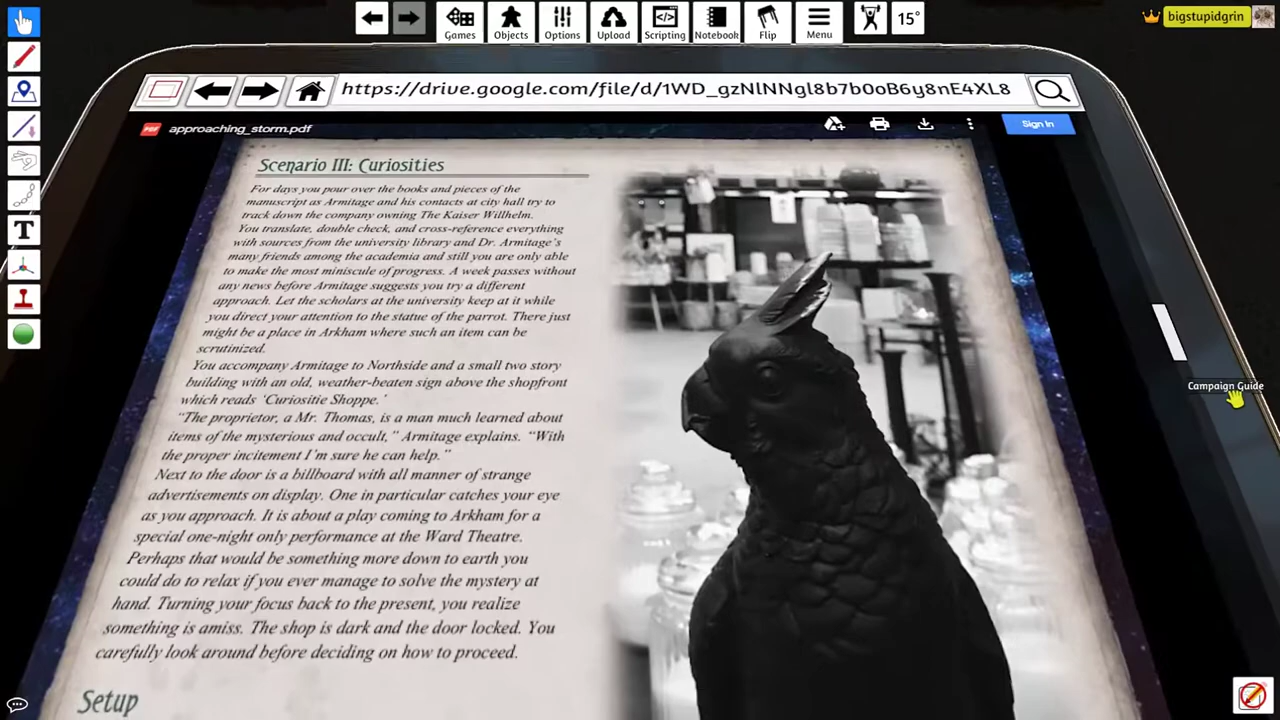 Games
Objects
Options
Upload
Scripting
Notebook
Flip
Menu
15°
bigstupidgrin
https://drive.google.com/file/d/1WD_gzNlNNgl8b7b0oB6y8nE4XL8
PDF
approaching_storm.pdf
Sign In
Scenario III: Curiosities
For days you pour over the books and pieces of the
manuscript as Armitage and his contacts at city hall try to
track down the company owning The Kaiser Willhelm.
You translate, double check, and cross-reference everything
with sources from the university library and Dr. Armitage's
many friends among the academia and still you are only able
to make the most miniscule of progress. A week passes without
any news before Armitage suggests you try a different
approach. Let the scholars at the university keep at it while
you direct your attention to the statue of the parrot. There just
might be a place in Arkham where such an item can be
scrutinized.
You accompany Armitage to Northside and a small two story
building with an old, weather-beaten sign above the shopfront
which reads 'Curiositie Shoppe.'
"The proprietor, a Mr. Thomas, is a man much learned about
items of the mysterious and occult," Armitage explains. "With
the proper incitement I'm sure he can help."
Next to the door is a billboard with all manner of strange
advertisements on display. One in particular catches your eye
as you approach. It is about a play coming to Arkham for a
special one-night only performance at the Ward Theatre.
Perhaps that would be something more down to earth you
could do to relax if you ever manage to solve the mystery at
hand. Turning your focus back to the present, you realize
something is amiss. The shop is dark and the door locked. You
carefully look around before deciding on how to proceed.
Setup
Campaign Guide
T